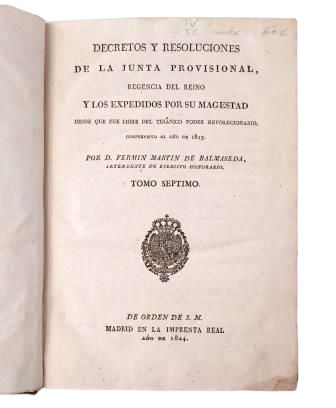 DECRETOS Y RESOLUCIONES
DE LA JUNTA PROVISIONAL,
REGENCIA DEL REINO
Y LOS EXPEDIDOS POR SU MAGESTAD
DESDE QUE FUE LIBRE DEL TIRÁNICO PODER REVOLUCIONARIO,
COMPRENSIVO AL AÑO DE 1823.
POR D. FERMIN MARTIN DE BALMASEDA,
INTENDENTE DE EJERCITO HONORARIO.
TOMO SEPTIMO.
DE ORDEN DE S. M.
MADRID EN LA IMPRENTA REAL
AÑO DE 1824.